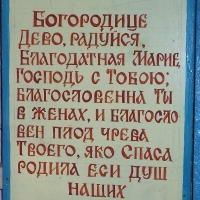 Богородице
Дево, радуйся,
Благодатная Марие,
Господь с Тобою;
благословенна Ты
в женах, и благосло
вен плод чрева
Твоего, яко Спаса
родила еси душ
наших